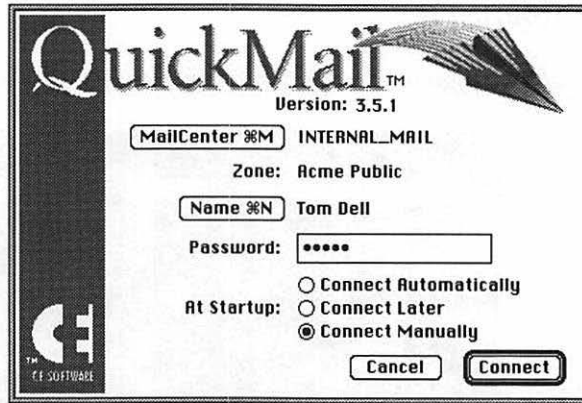 QuickMail™
Version: 3.5.1
MailCenter ⌘M INTERNAL_MAIL
Zone: Acme Public
Name ⌘N Tom Dell
Password: •••••
Connect Automatically
At Startup: Connect Later
Connect Manually
TM
CE SOFTWARE
Cancel Connect